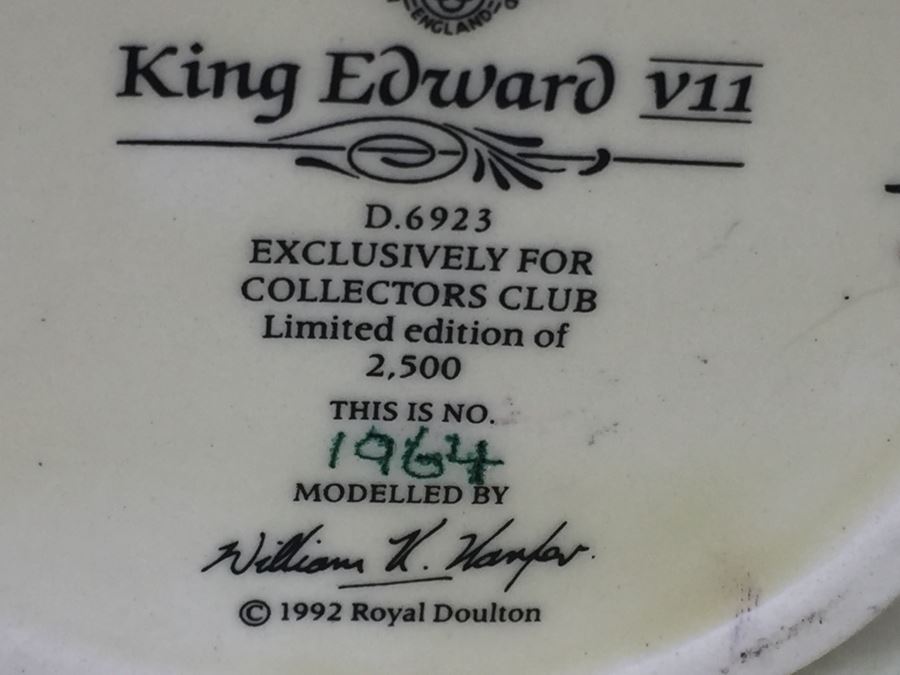 ENGLAND
King Edward V11
D.6923
EXCLUSIVELY FOR
COLLECTORS CLUB
Limited edition of
2,500
THIS IS NO.
1964
MODELLED BY
William K. Harper.
© 1992 Royal Doulton